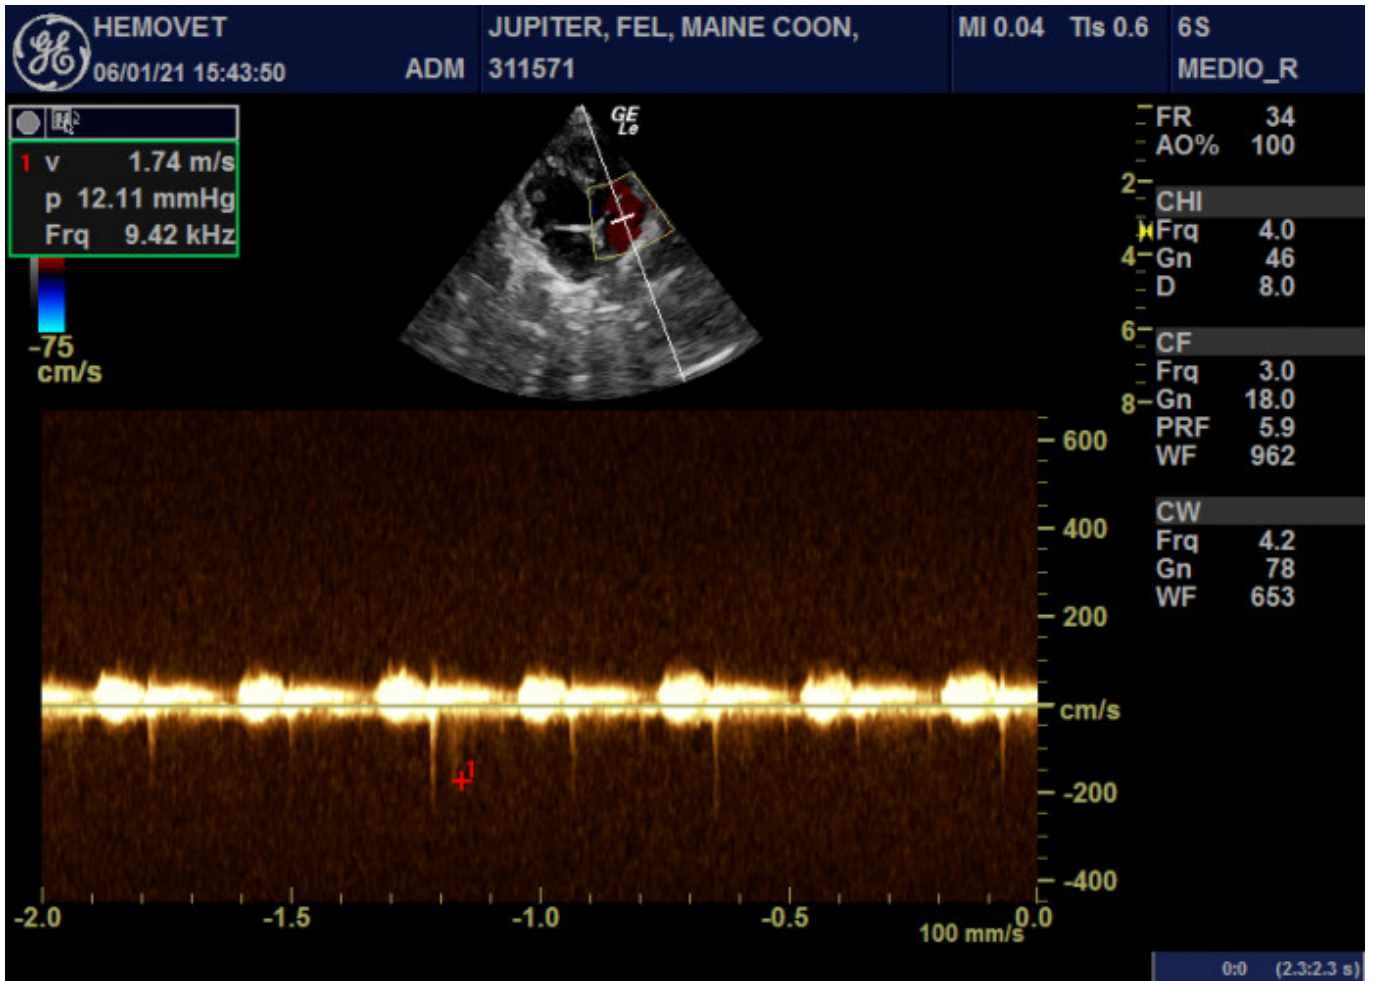 HEMOVET
06/01/21 15:43:50
ADM
JUPITER, FEL, MAINE COON,
311571
MI 0.04 TIs 0.6
6S
MEDIO_R
GE
1 v 1.74 m/s
p 12.11 mmHg
Frq 9.42 kHz
-75
cm/s
GE
Le
2
4
6
8
FR 34
AO% 100
CHI
Frq 4.0
Gn 46
D 8.0
CF
Frq 3.0
Gn 18.0
PRF 5.9
WF 962
CW
Frq 4.2
Gn 78
WF 653
600
400
200
cm/s
-200
-400
1
-2.0 -1.5 -1.0 -0.5 0.0
100 mm/s
0:0 (2.3:2.3 s)